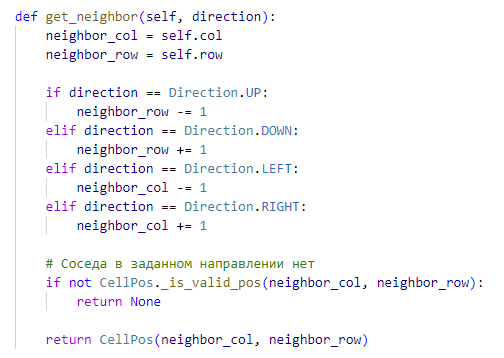 def get_neighbor(self, direction):
    neighbor_col = self.col
    neighbor_row = self.row

    if direction == Direction.UP:
        neighbor_row -= 1
    elif direction == Direction.DOWN:
        neighbor_row += 1
    elif direction == Direction.LEFT:
        neighbor_col -= 1
    elif direction == Direction.RIGHT:
        neighbor_col += 1

    # Соседа в заданном направлении нет
    if not CellPos._is_valid_pos(neighbor_col, neighbor_row):
        return None

    return CellPos(neighbor_col, neighbor_row)